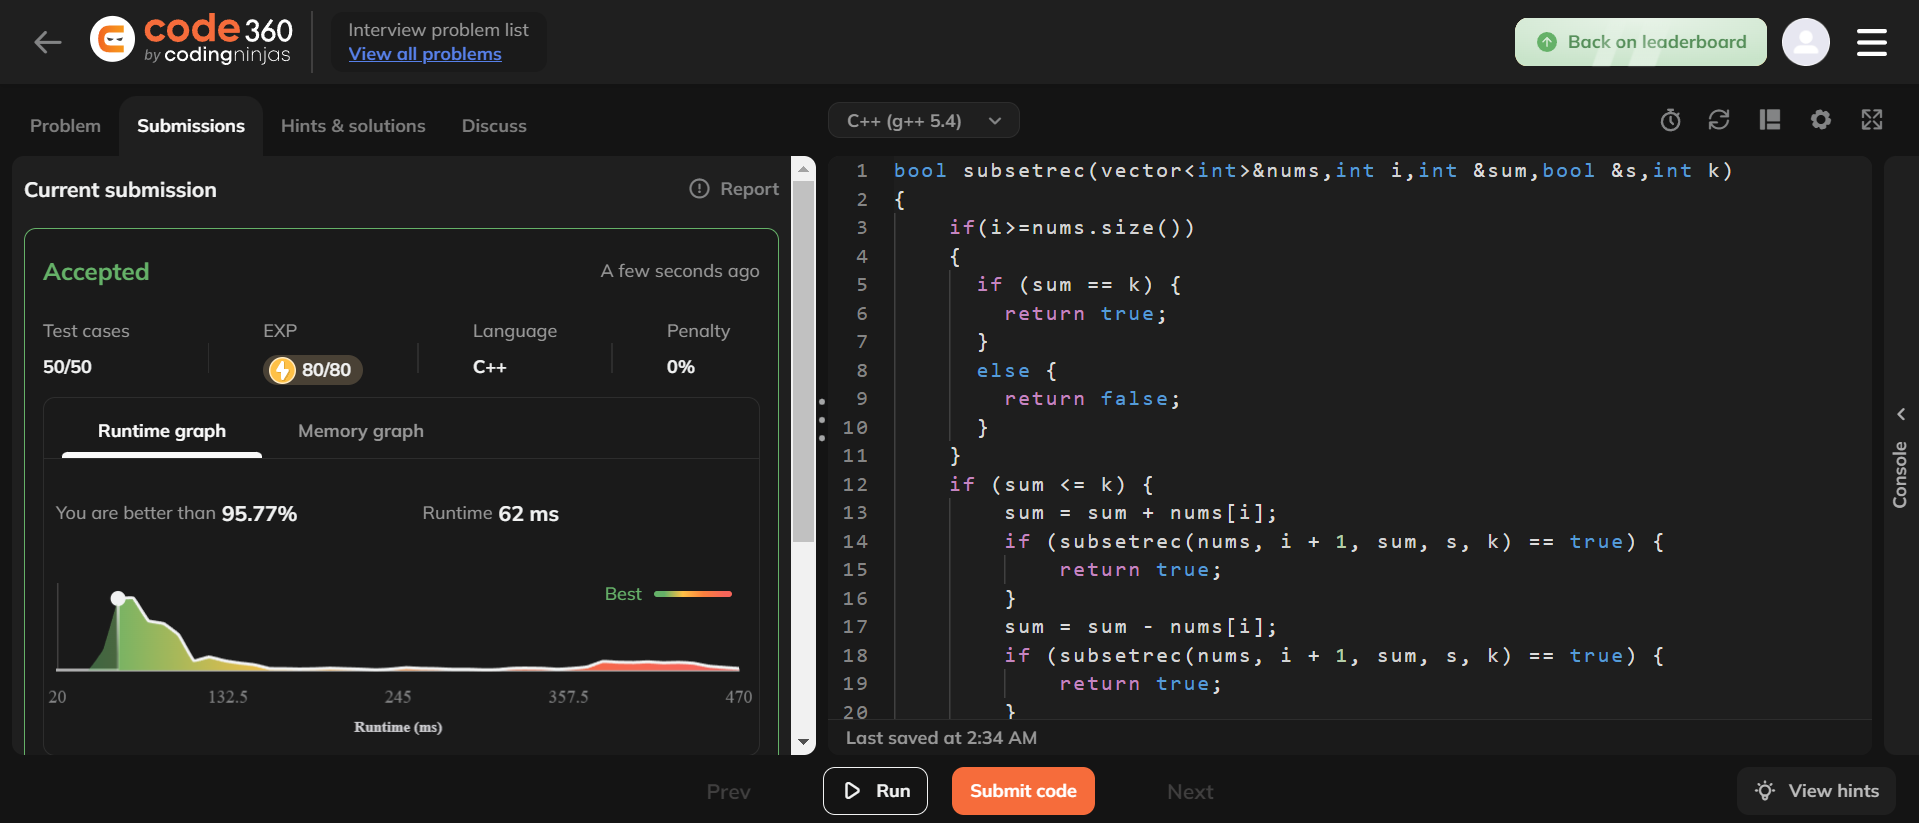 code360
by codingninjas
Interview problem list
View all problems
Back on leaderboard
Problem
Submissions
Hints & solutions
Discuss
Current submission
Report
Accepted
A few seconds ago
Test cases
50/50
EXP
80/80
Language
C++
Penalty
0%
Runtime graph
Memory graph
You are better than 95.77%
Runtime 62 ms
Best
20 132.5 245 357.5 470
Runtime (ms)
C++ (g++ 5.4)
1 bool subsetrec(vector<int>&nums,int i,int &sum,bool &s,int k)
2 {
3 if(i>=nums.size())
4 {
5 if (sum == k) {
6 return true;
7 }
8 else {
9 return false;
10 }
11 }
12 if (sum <= k) {
13 sum = sum + nums[i];
14 if (subsetrec(nums, i + 1, sum, s, k) == true) {
15 return true;
16 }
17 sum = sum - nums[i];
18 if (subsetrec(nums, i + 1, sum, s, k) == true) {
19 return true;
20 }
Last saved at 2:34 AM
Console
Prev
Run
Submit code
Next
View hints